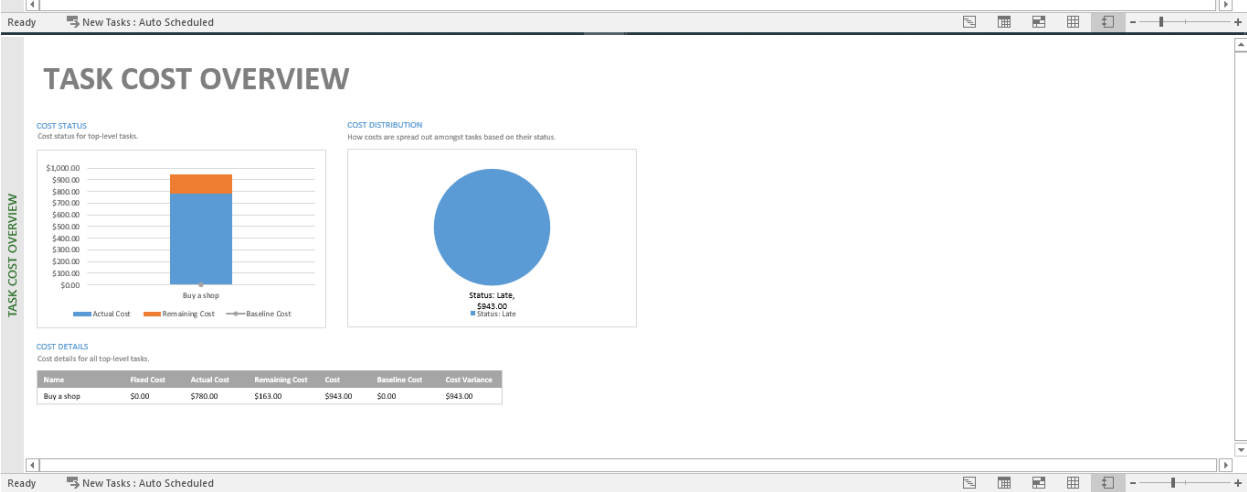 Ready New Tasks : Auto Scheduled
TASK COST OVERVIEW
TASK COST OVERVIEW
COST STATUS
Cost status for top-level tasks.
$1,000.00
$900.00
$800.00
$700.00
$600.00
$500.00
$400.00
$300.00
$200.00
$100.00
$0.00
Buy a shop
Actual Cost Remaining Cost Baseline Cost
COST DISTRIBUTION
How costs are spread out amongst tasks based on their status.
Status: Late,
$943.00
Status: Late
COST DETAILS
Cost details for all top-level tasks.
Name Fixed Cost Actual Cost Remaining Cost Cost Baseline Cost Cost Variance
Buy a shop $0.00 $780.00 $163.00 $943.00 $0.00 $943.00
Ready New Tasks : Auto Scheduled